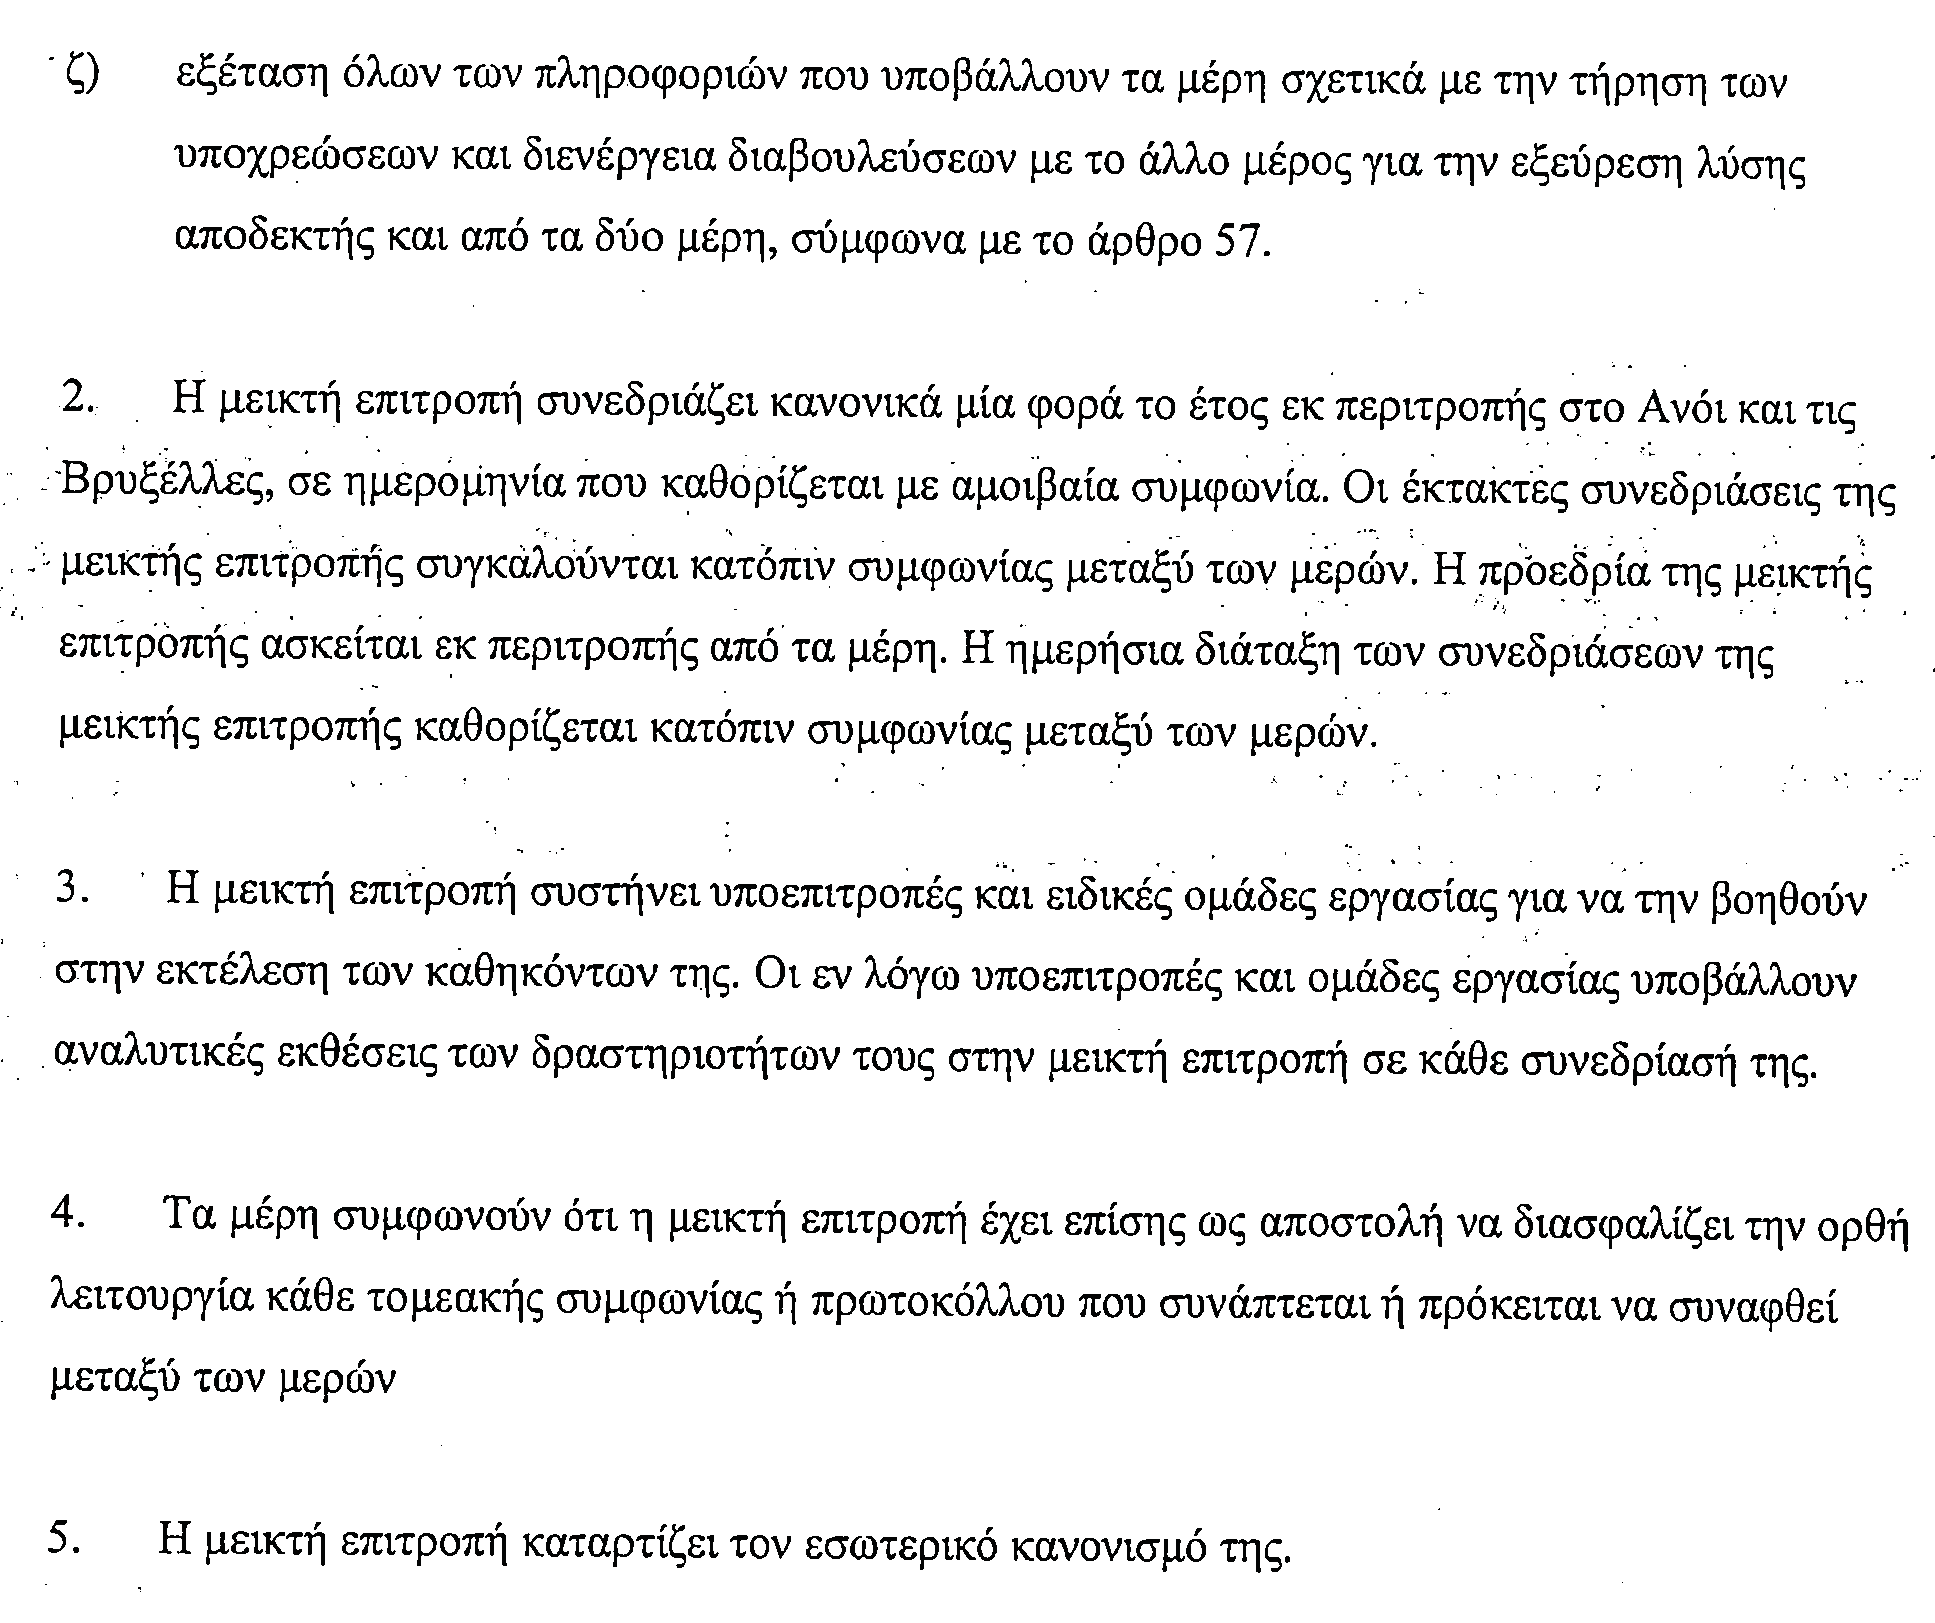 ζ) εξέταση όλων των πληροφοριών που υποβάλλουν τα μέρη σχετικά με την τήρηση των
υποχρεώσεων και διενέργεια διαβουλεύσεων με το άλλο μέρος για την εξεύρεση λύσης
αποδεκτής και από τα δύο μέρη, σύμφωνα με το άρθρο 57.
2. Η μεικτή επιτροπή συνεδριάζει κανονικά μία φορά το έτος εκ περιτροπής στο Ανόι και τις
Βρυξέλλες, σε ημερομηνία που καθορίζεται με αμοιβαία συμφωνία. Οι έκτακτες συνεδριάσεις της
μεικτής επιτροπής συγκαλούνται κατόπιν συμφωνίας μεταξύ των μερών. Η προεδρία της μεικτής
επιτροπής ασκείται εκ περιτροπής από τα μέρη. Η ημερήσια διάταξη των συνεδριάσεων της
μεικτής επιτροπής καθορίζεται κατόπιν συμφωνίας μεταξύ των μερών.
3. Η μεικτή επιτροπή συστήνει υποεπιτροπές και ειδικές ομάδες εργασίας για να την βοηθούν
στην εκτέλεση των καθηκόντων της. Οι εν λόγω υποεπιτροπές και ομάδες εργασίας υποβάλλουν
αναλυτικές εκθέσεις των δραστηριοτήτων τους στην μεικτή επιτροπή σε κάθε συνεδρίασή της.
4. Τα μέρη συμφωνούν ότι η μεικτή επιτροπή έχει επίσης ως αποστολή να διασφαλίζει την ορθή
λειτουργία κάθε τομεακής συμφωνίας ή πρωτοκόλλου που συνάπτεται ή πρόκειται να συναφθεί
μεταξύ των μερών
5. Η μεικτή επιτροπή καταρτίζει τον εσωτερικό κανονισμό της.